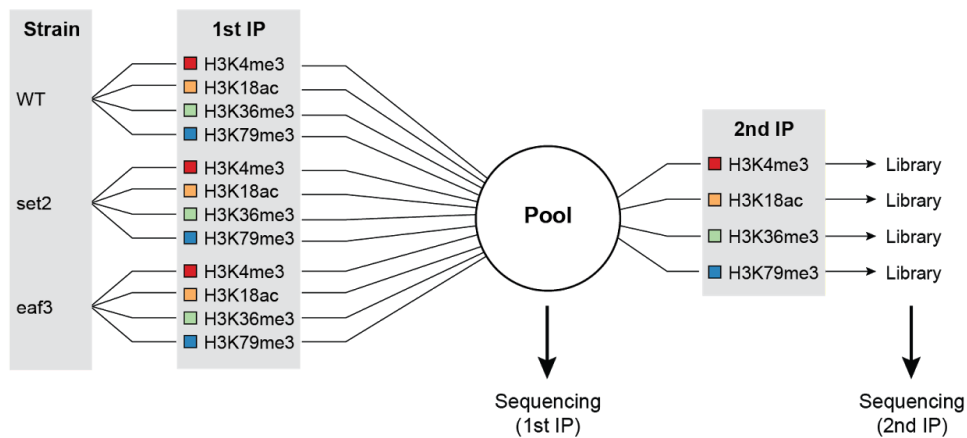 Strain
1st IP
WT
H3K4me3
H3K18ac
H3K36me3
H3K79me3
set2
H3K4me3
H3K18ac
H3K36me3
H3K79me3
eaf3
H3K4me3
H3K18ac
H3K36me3
H3K79me3
Pool
Sequencing
(1st IP)
2nd IP
H3K4me3
Library
H3K18ac
Library
H3K36me3
Library
H3K79me3
Library
Sequencing
(2nd IP)